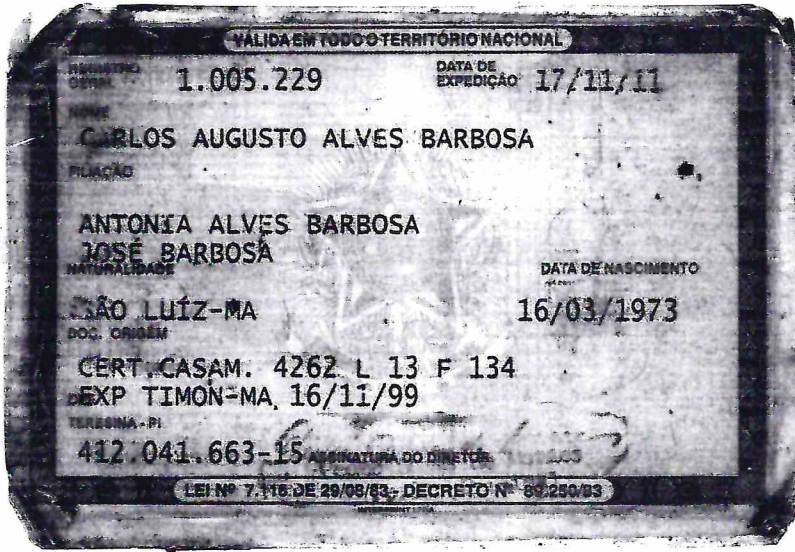 VÁLIDA EM TODO O TERRITÓRIO NACIONAL
REGISTRO GERAL 1.005.229 DATA DE EXPEDIÇÃO 17/11/11
NOME
CARLOS AUGUSTO ALVES BARBOSA
FILIAÇÃO
ANTONIA ALVES BARBOSA
JOSÉ BARBOSA
NATURALIDADE DATA DE NASCIMENTO
SÃO LUÍZ-MA 16/03/1973
DOC. ORIGEM
CERT.CASAM. 4262 L 13 F 134
EXP TIMON-MA, 16/11/99
TERESINA - PI
412.041.663-15 ASSINATURA DO DIRETOR
LEI Nº 7.116 DE 29/08/83 - DECRETO Nº 89.250/83